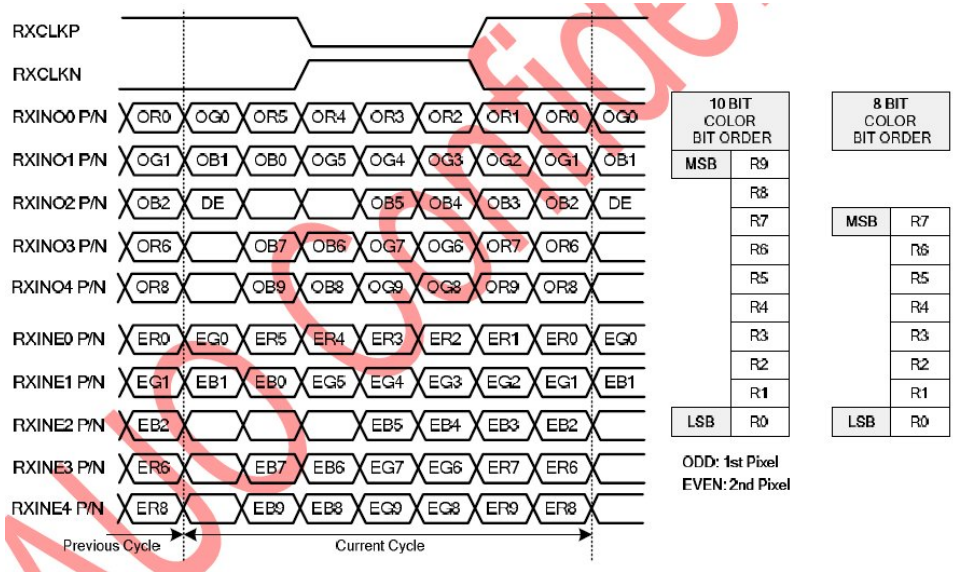 RXCLKP
RXCLKN
RXINO0 P/N OR0 OG0 OR5 OR4 OR3 OR2 OR1 OR0 OG0
RXINO1 P/N OG1 OB1 OB0 OG5 OG4 OG3 OG2 OG1 OB1
RXINO2 P/N OB2 DE OB5 OB4 OB3 OB2 DE
RXINO3 P/N OR6 OB7 OB6 OG7 OG6 OR7 OR6
RXINO4 P/N OR8 OB9 OB8 OG9 OG8 OR9 OR8
RXINE0 P/N ER0 EG0 ER5 ER4 ER3 ER2 ER1 ER0 EG0
RXINE1 P/N EG1 EB1 EB0 EG5 EG4 EG3 EG2 EG1 EB1
RXINE2 P/N EB2 EB5 EB4 EB3 EB2
RXINE3 P/N ER6 EB7 EB6 EG7 EG6 ER7 ER6
RXINE4 P/N ER8 EB9 EB8 EG9 EG8 ER9 ER8
Previous Cycle Current Cycle
10 BIT
COLOR
BIT ORDER
MSB R9
R8
R7
R6
R5
R4
R3
R2
R1
LSB R0
8 BIT
COLOR
BIT ORDER
MSB R7
R6
R5
R4
R3
R2
R1
LSB R0
ODD: 1st Pixel
EVEN: 2nd Pixel